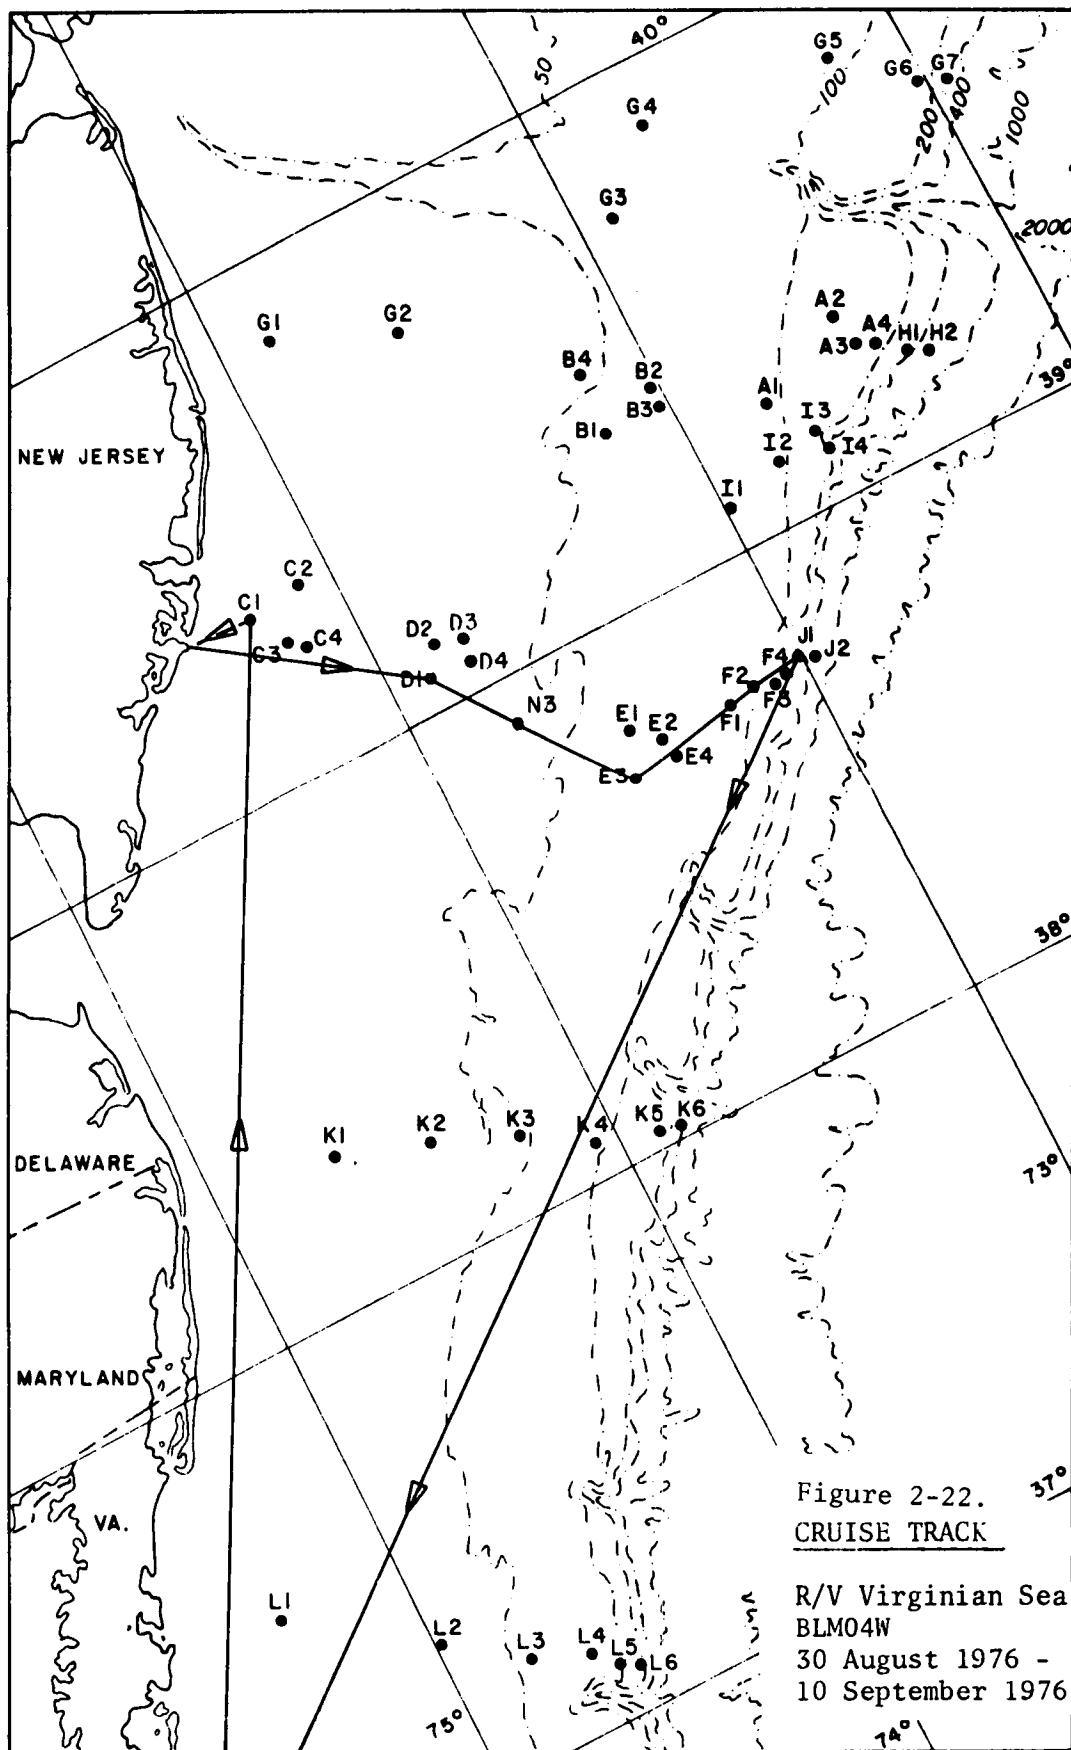 40°
50
G5
100
G6
G7
200
400
1000
G4
G3
2000
G1
G2
A2
A3
A4
H1/H2
39°
B4
B2
B3
B1
A1
I3
I2
I4
I1
NEW JERSEY
C2
C1
C3
C4
D2
D3
D4
D1
N3
J1
J2
F4
F2
F3
F1
E1
E2
E4
E3
38°
K1
K2
K3
K4
K5
K6
73°
DELAWARE
MARYLAND
VA.
37°
L1
L2
L3
L4
L5
L6
75°
74°
Figure 2-22.
CRUISE TRACK
R/V Virginian Sea
BLM04W
30 August 1976 -
10 September 1976